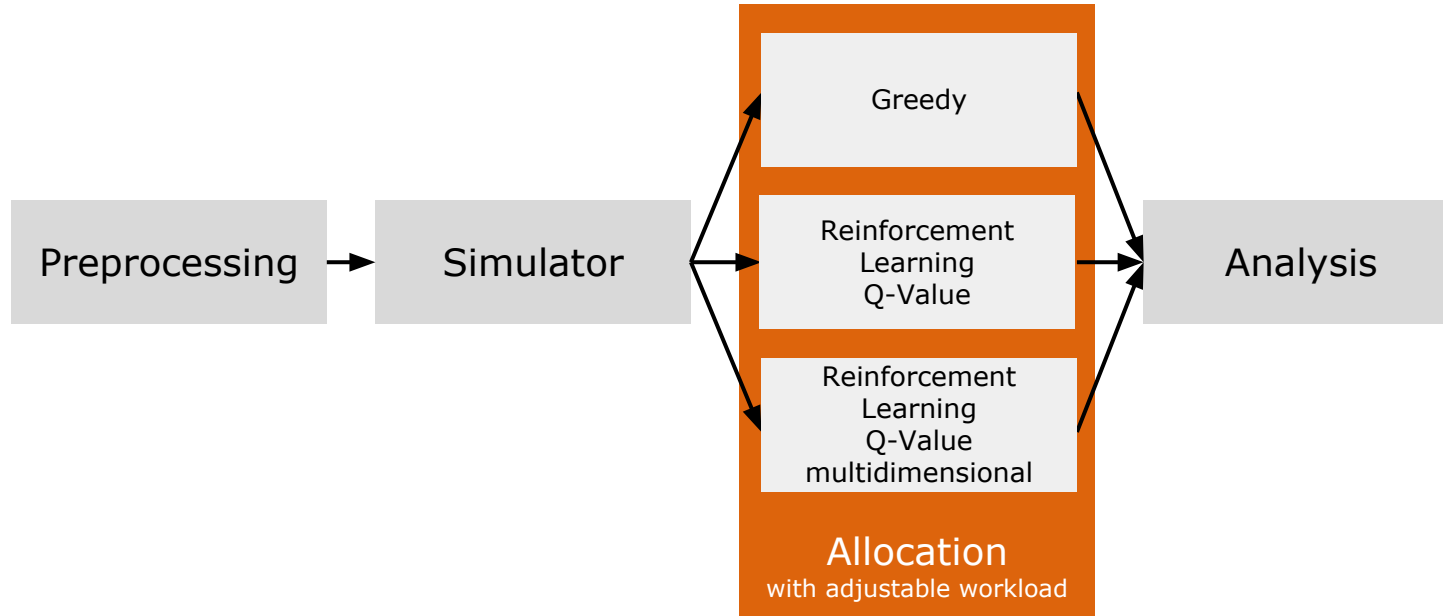 Preprocessing
Simulator
Greedy
Reinforcement
Learning
Q-Value
Reinforcement
Learning
Q-Value
multidimensional
Allocation
with adjustable workload
Analysis